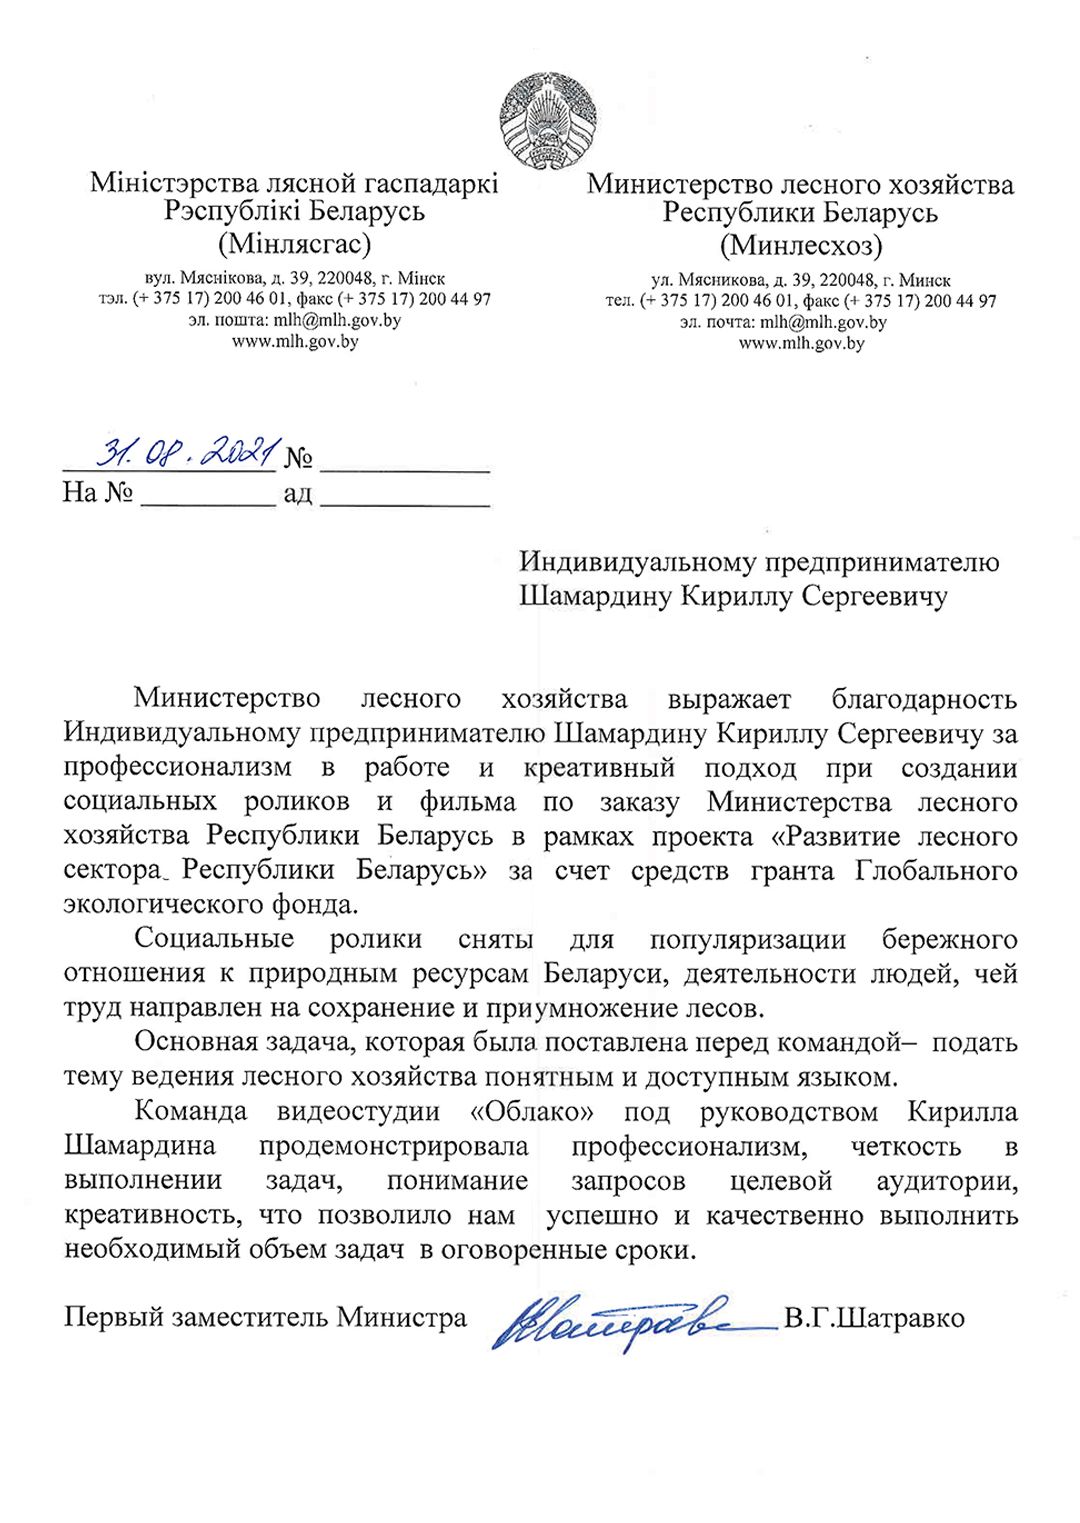 Міністэрства лясной гаспадаркі
Рэспублікі Беларусь
(Мінлясгас)
вул. Мяснікова, д. 39, 220048, г. Мінск
тэл. (+ 375 17) 200 46 01, факс (+ 375 17) 200 44 97
эл. пошта: mlh@mlh.gov.by
www.mlh.gov.by
Министерство лесного хозяйства
Республики Беларусь
(Минлесхоз)
ул. Мясникова, д. 39, 220048, г. Минск
тел. (+ 375 17) 200 46 01, факс (+ 375 17) 200 44 97
эл. почта: mlh@mlh.gov.by
www.mlh.gov.by
31.08.2021 №
На № ад
Индивидуальному предпринимателю
Шамардину Кириллу Сергеевичу
Министерство лесного хозяйства выражает благодарность
Индивидуальному предпринимателю Шамардину Кириллу Сергеевичу за
профессионализм в работе и креативный подход при создании
социальных роликов и фильма по заказу Министерства лесного
хозяйства Республики Беларусь в рамках проекта «Развитие лесного
сектора Республики Беларусь» за счет средств гранта Глобального
экологического фонда.
Социальные ролики сняты для популяризации бережного
отношения к природным ресурсам Беларуси, деятельности людей, чей
труд направлен на сохранение и приумножение лесов.
Основная задача, которая была поставлена перед командой– подать
тему ведения лесного хозяйства понятным и доступным языком.
Команда видеостудии «Облако» под руководством Кирилла
Шамардина продемонстрировала профессионализм, четкость в
выполнении задач, понимание запросов целевой аудитории,
креативность, что позволило нам успешно и качественно выполнить
необходимый объем задач в оговоренные сроки.
Первый заместитель Министра В.Г.Шатравко